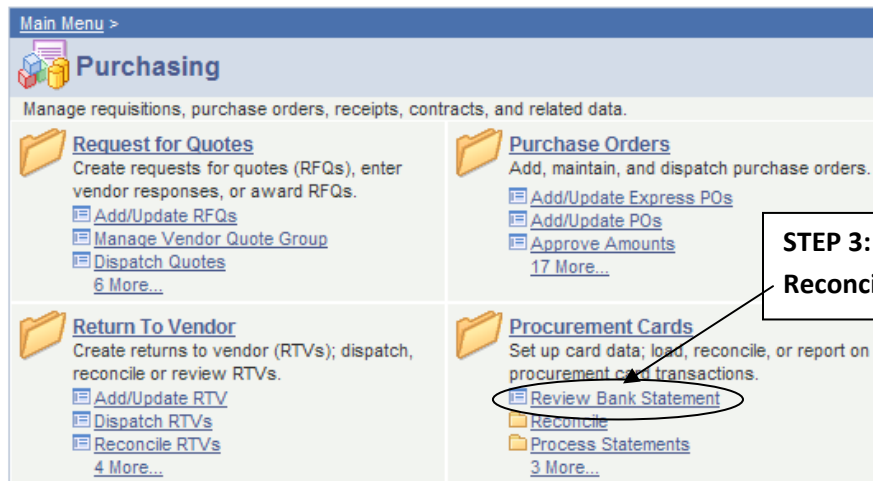 Main Menu >
Purchasing
Manage requisitions, purchase orders, receipts, contracts, and related data.
Request for Quotes
Create requests for quotes (RFQs), enter
vendor responses, or award RFQs.
Add/Update RFQs
Manage Vendor Quote Group
Dispatch Quotes
6 More...
Purchase Orders
Add, maintain, and dispatch purchase orders.
Add/Update Express POs
Add/Update POs
Approve Amounts
17 More...
STEP 3:
Return To Vendor
Create returns to vendor (RTVs); dispatch,
reconcile or review RTVs.
Add/Update RTV
Dispatch RTVs
Reconcile RTVs
4 More...
Procurement Cards
Set up card data; load, reconcile, or report on
procurement card transactions.
Review Bank Statement
Reconcile
Process Statements
3 More...